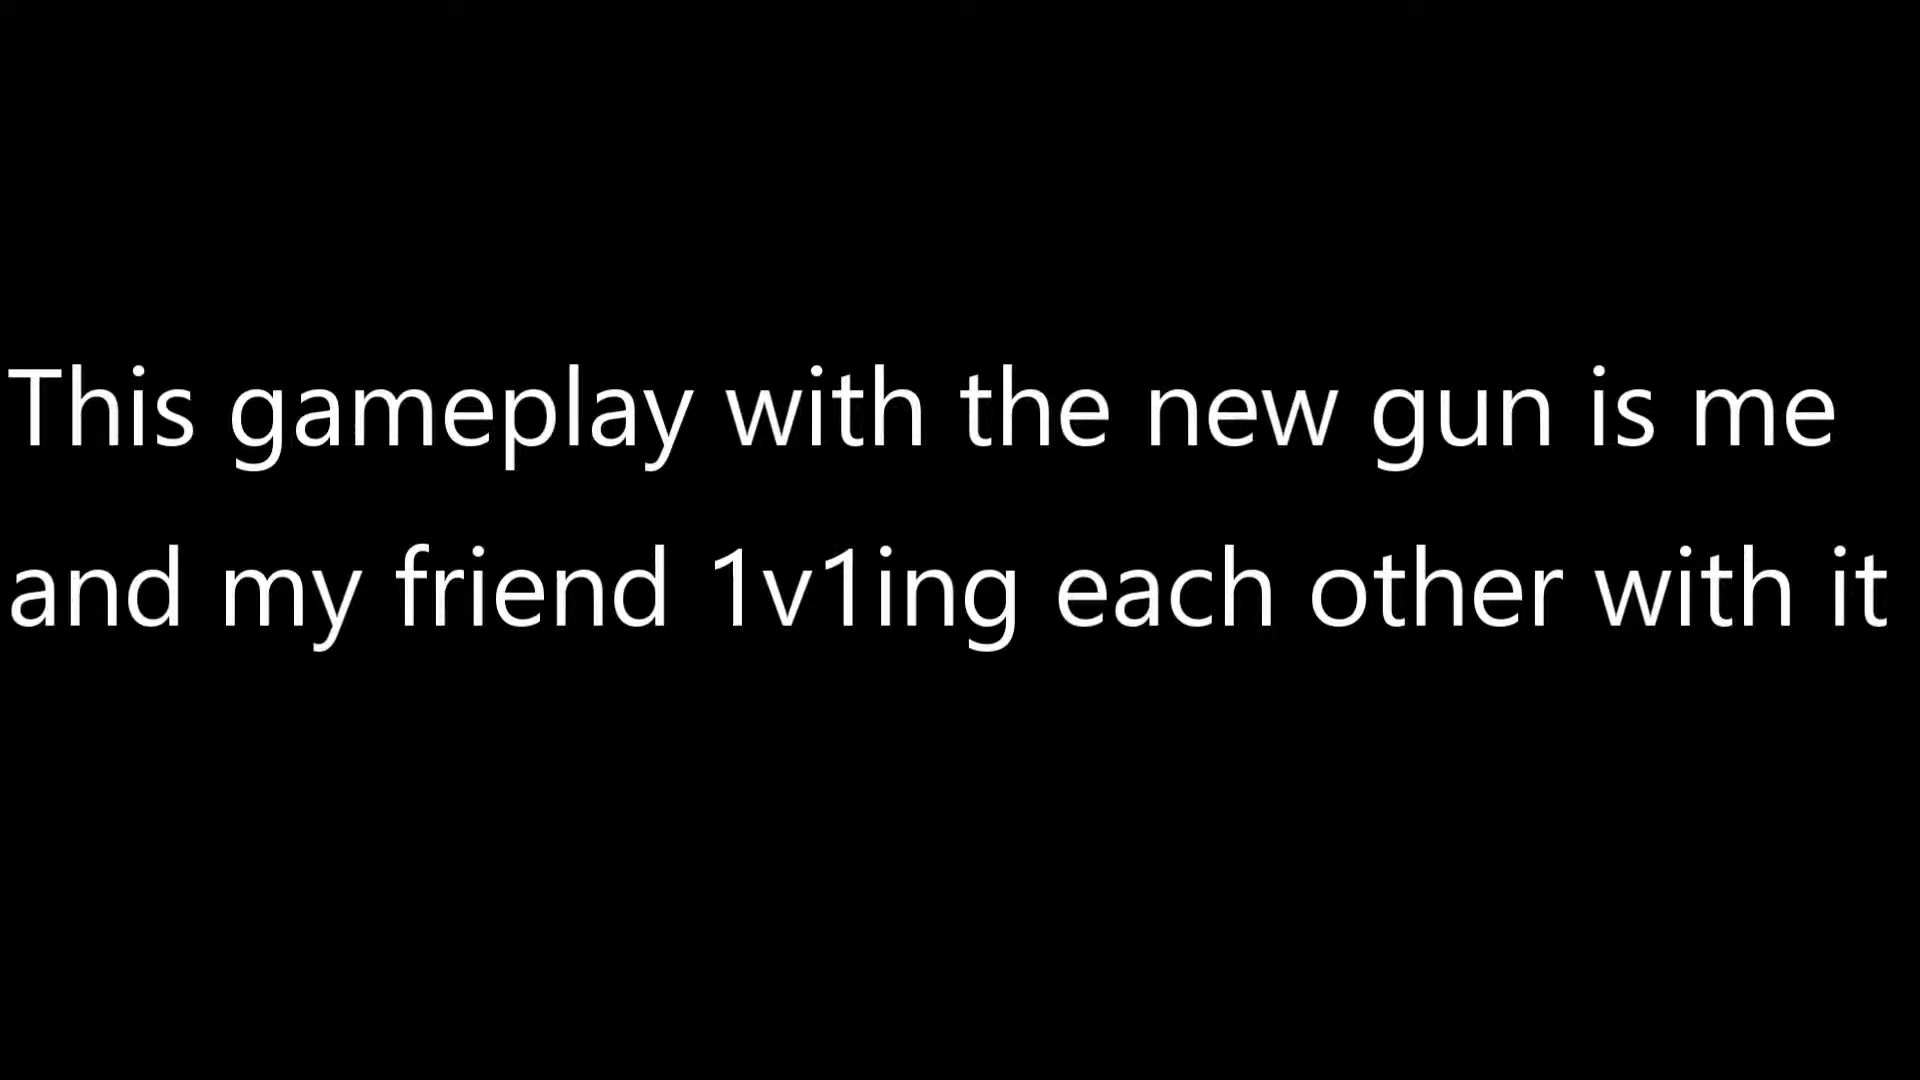 This gameplay with the new gun is me
and my friend 1v1ing each other with it